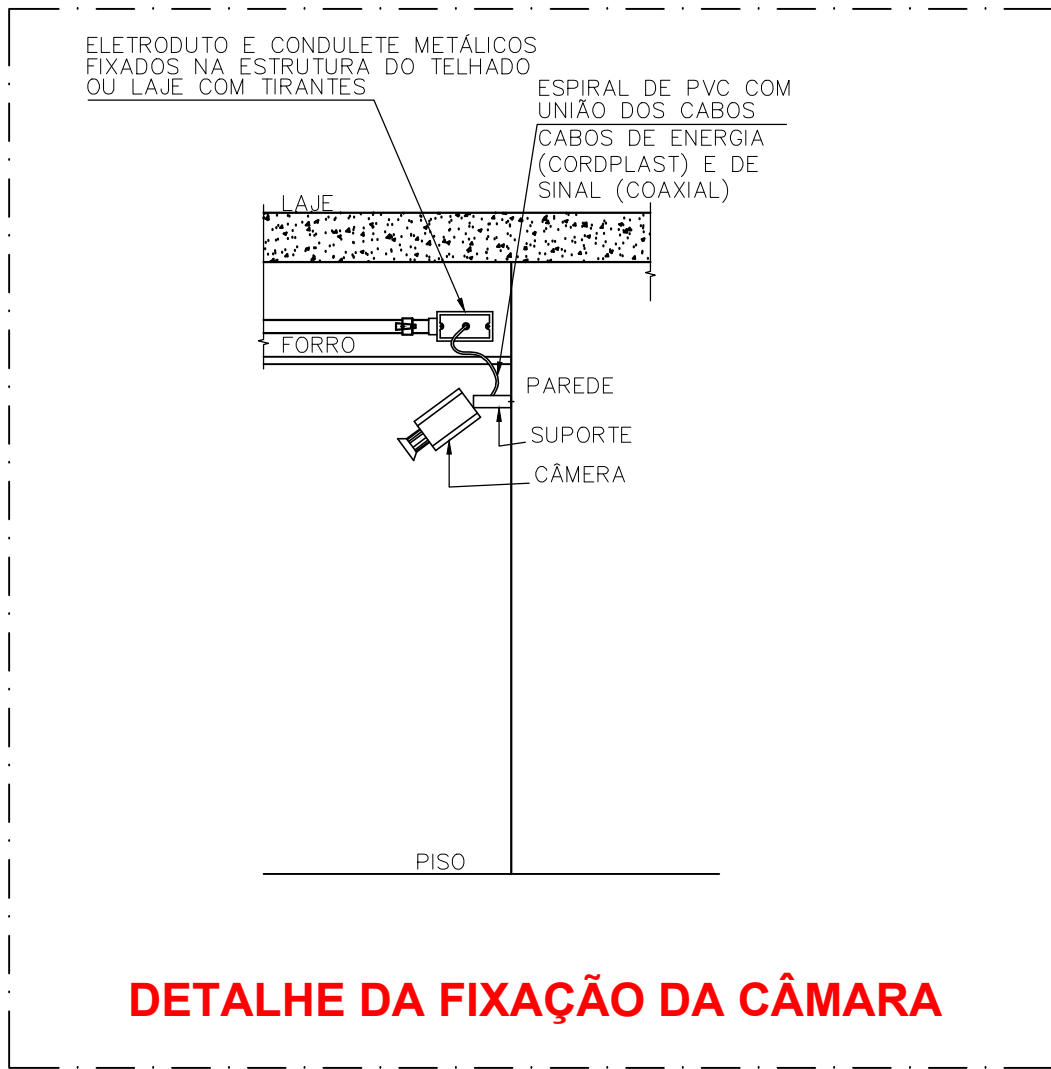 ELETRODUTO E CONDULETE METÁLICOS
FIXADOS NA ESTRUTURA DO TELHADO
OU LAJE COM TIRANTES
ESPIRAL DE PVC COM
UNIÃO DOS CABOS
CABOS DE ENERGIA
(CORDPLAST) E DE
SINAL (COAXIAL)
LAJE
FORRO
PAREDE
SUPORTE
CÂMERA
PISO
DETALHE DA FIXAÇÃO DA CÂMARA